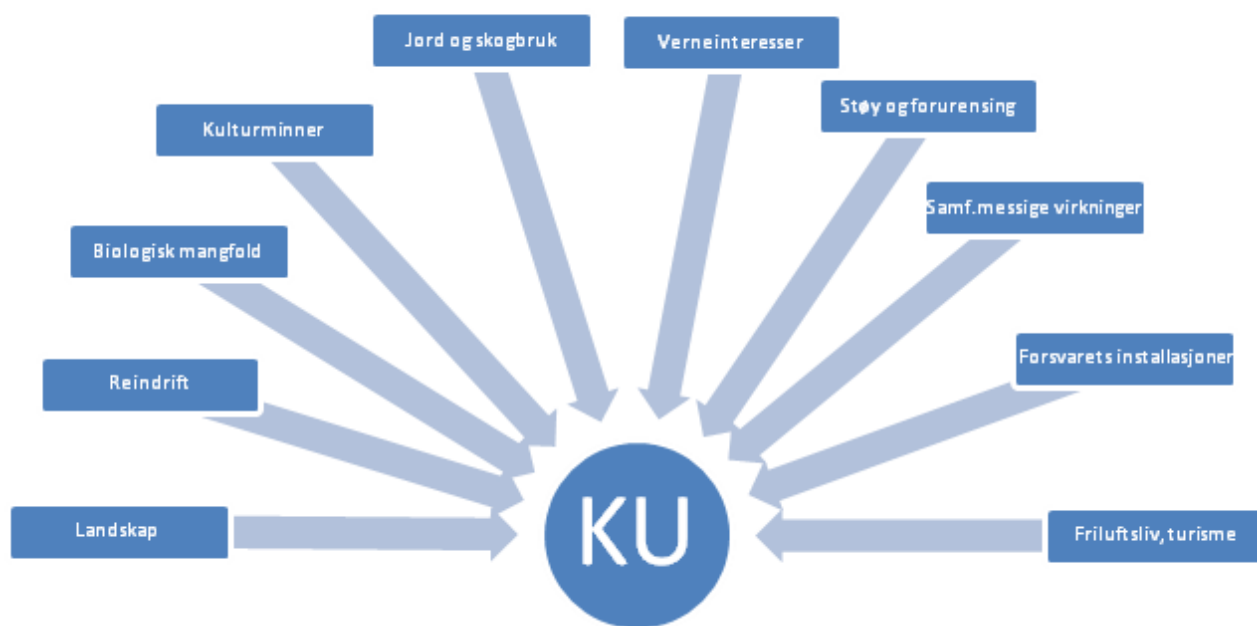 Jord og skogbruk
Verneinteresser
Støy og forurensing
Kulturminner
Samf.messige virkninger
Biologisk mangfold
Forsvarets installasjoner
Reindrift
Landskap
KU
Friluftsliv, turisme